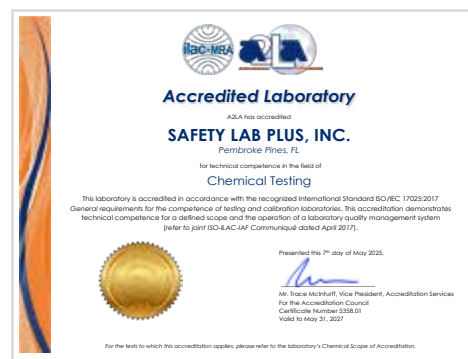 ilac-MRA
A2LA
Accredited Laboratory
A2LA has accredited
SAFETY LAB PLUS, INC.
Pembroke Pines, FL
for technical competence in the field of
Chemical Testing
This laboratory is accredited in accordance with the recognized International Standard ISO/IEC 17025:2017
General requirements for the competence of testing and calibration laboratories. This accreditation demonstrates
technical competence for a defined scope and the operation of a laboratory quality management system
(refer to joint ISO-ILAC-IAF Communiqué dated April 2017).
Presented this 7th day of May 2025.
Mr. Trace McInturff, Vice President, Accreditation Services
For the Accreditation Council
Certificate Number 5358.01
Valid to May 31, 2027
For the tests to which this accreditation applies, please refer to the laboratory's Chemical Scope of Accreditation.